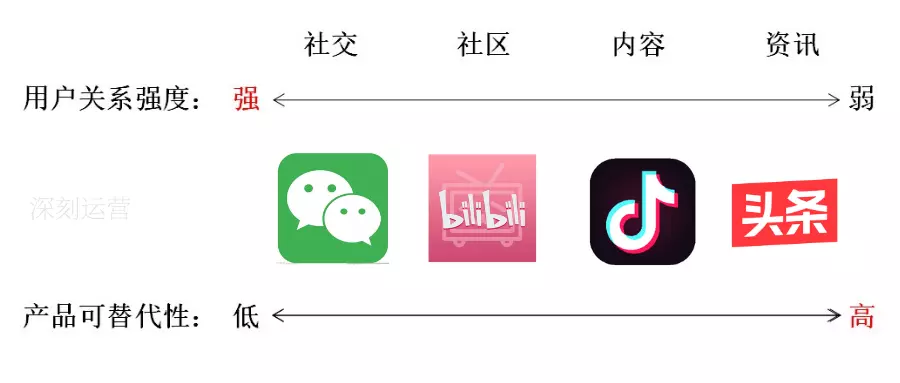 社交 社区 内容 资讯
用户关系强度： 强 弱
深刻运营
bilibili
头条
产品可替代性： 低 高